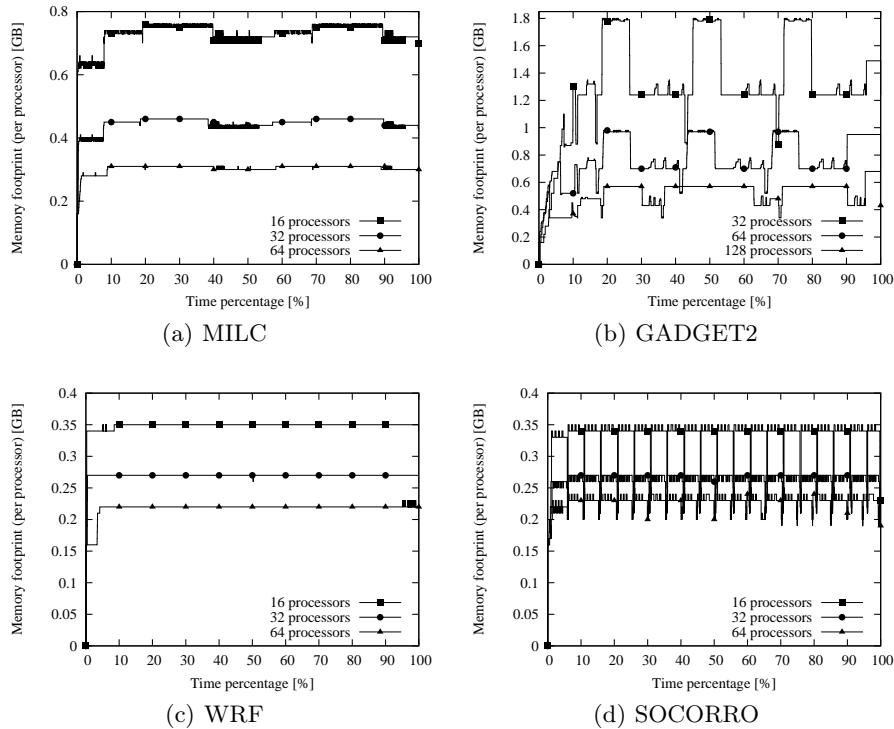 Memory footprint (per processor) [GB]
0.8
0.6
0.4
0.2
0
0 10 20 30 40 50 60 70 80 90 100
Time percentage [%]
16 processors
32 processors
64 processors
(a) MILC
Memory footprint (per processor) [GB]
1.8
1.6
1.4
1.2
1
0.8
0.6
0.4
0.2
0
0 10 20 30 40 50 60 70 80 90 100
Time percentage [%]
32 processors
64 processors
128 processors
(b) GADGET2
Memory footprint (per processor) [GB]
0.4
0.35
0.3
0.25
0.2
0.15
0.1
0.05
0
0 10 20 30 40 50 60 70 80 90 100
Time percentage [%]
16 processors
32 processors
64 processors
(c) WRF
Memory footprint (per processor) [GB]
0.4
0.35
0.3
0.25
0.2
0.15
0.1
0.05
0
0 10 20 30 40 50 60 70 80 90 100
Time percentage [%]
16 processors
32 processors
64 processors
(d) SOCORRO